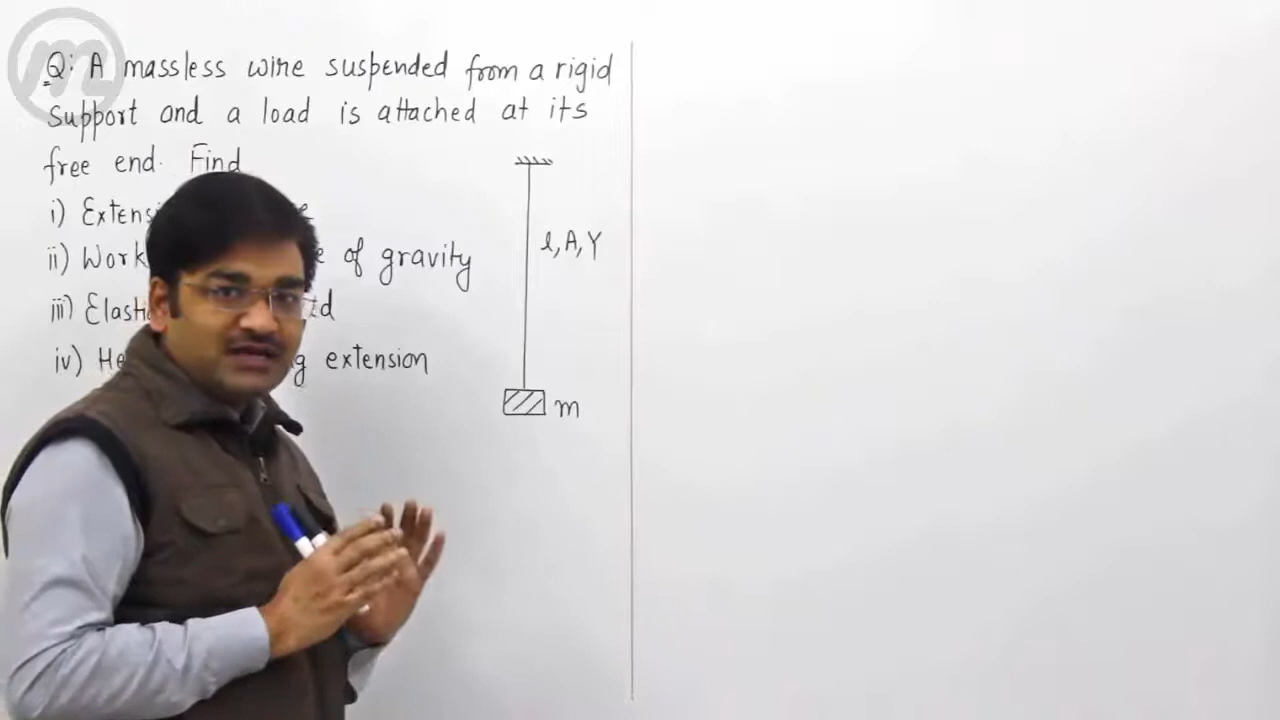 Q: A massless wire suspended from a rigid
support and a load is attached at its
free end. Find
i) Extens
ii) Work of gravity
iii) Elasti
iv) He extension
l, A, Y
m